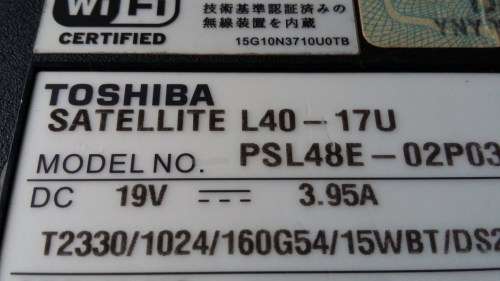 WiFi
CERTIFIED
技術基準認証済みの
無線装置を内蔵
15G10N3710U0TB
TOSHIBA
SATELLITE L40-17U
MODEL NO. PSL48E-02P03
DC 19V 3.95A
T2330/1024/160G54/15WBT/DS2